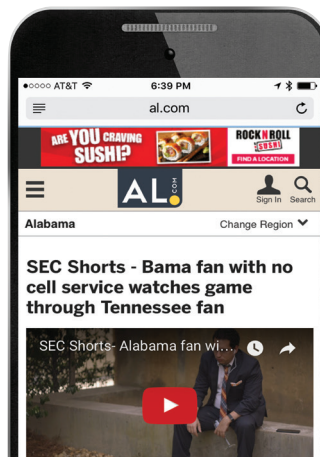 ●○○○○ AT&T 6:39 PM
al.com
ARE YOU CRAVING SUSHI?
ROCK N ROLL
SUSHI
FIND A LOCATION
AL.COM
Sign In Search
Alabama Change Region
SEC Shorts - Bama fan with no
cell service watches game
through Tennessee fan
SEC Shorts- Alabama fan wi...